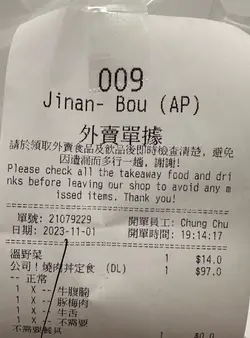 009
Jinan- Bou (AP)
外賣單據
請於領取外賣食品及飲品後即時檢查清楚，避免
因遺漏而多行一趟，謝謝!
Please check all the takeaway food and dri
nks before leaving our shop to avoid any m
issed items. Thank you!
單號: 21079229 開單員工: Chung Chu
日期: 2023-11-01 開單時間: 19:14:17
溫野菜 1 $14.0
公司！燒肉丼定食 (DL) 1 $97.0
-- 正常
1 X -- 牛腹腩
1 X -- 豚梅肉
1 X -- 牛舌
-- 不需要